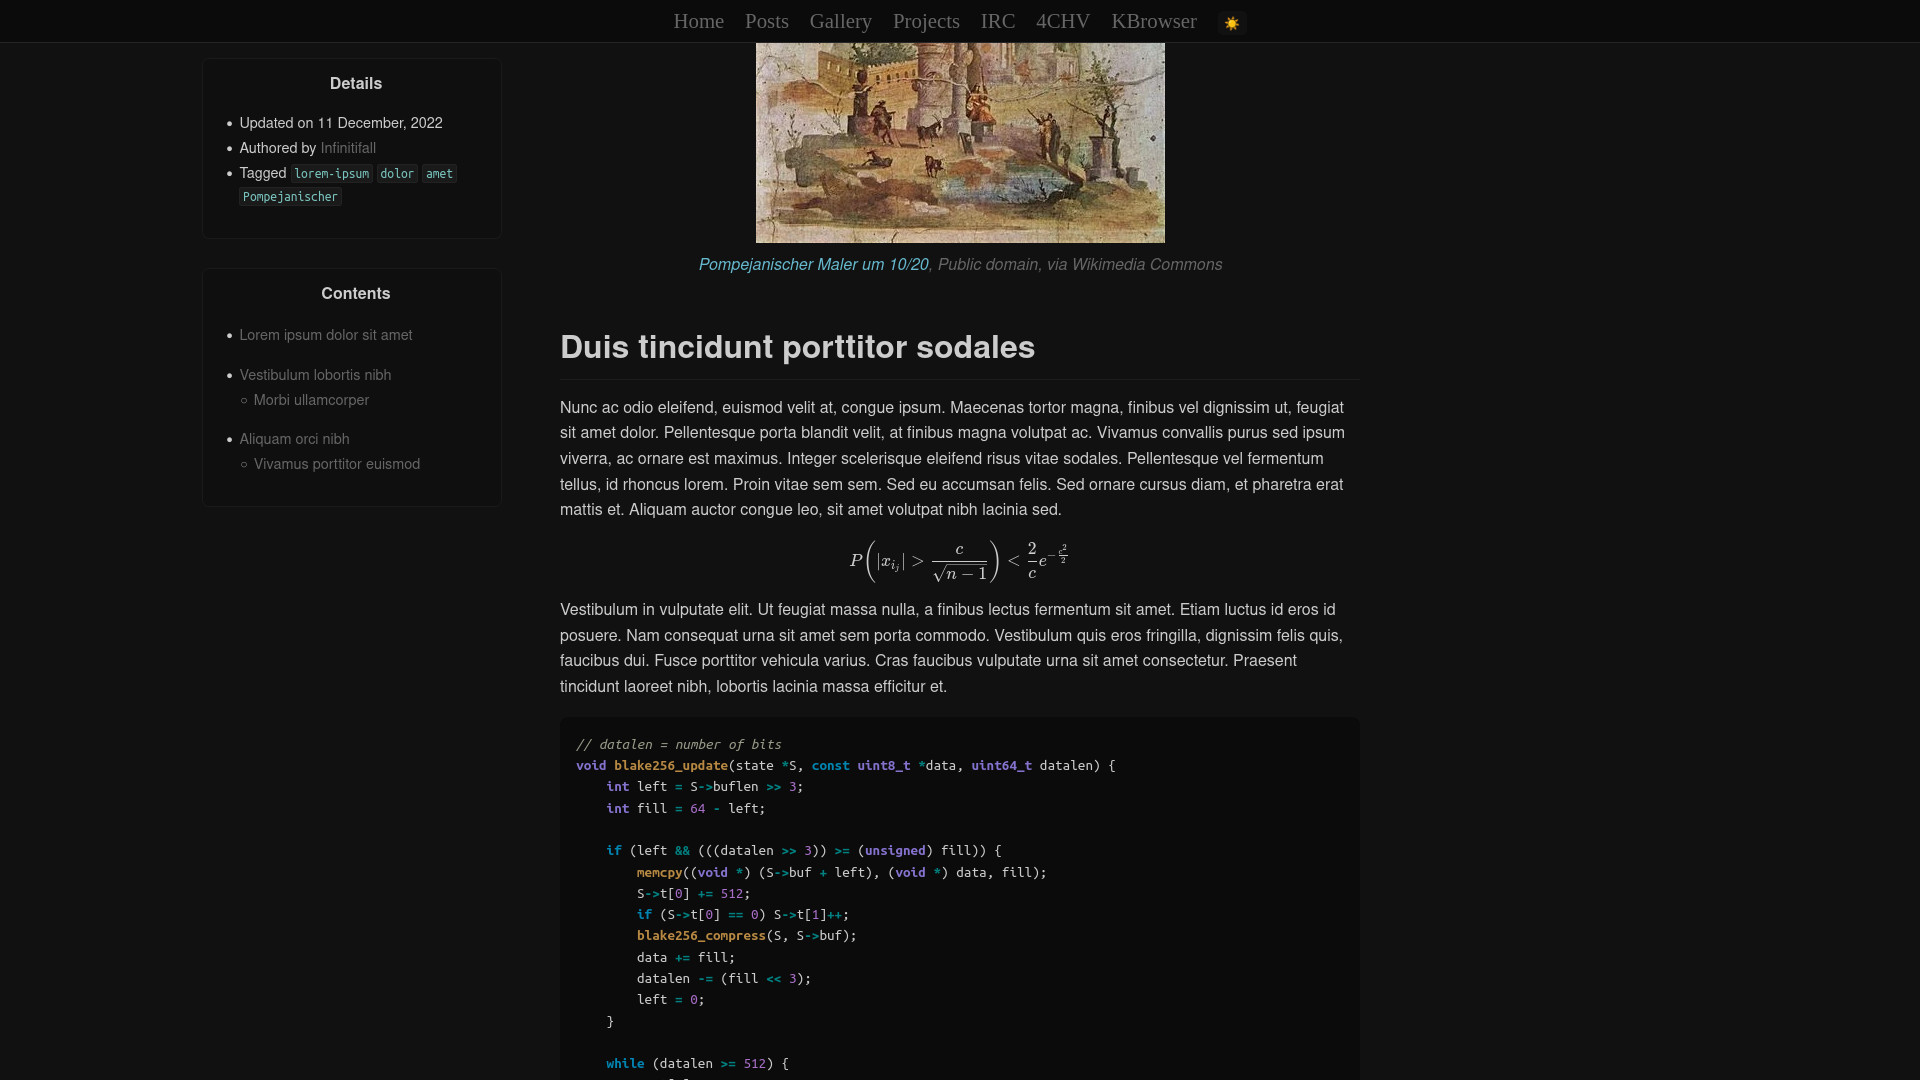 Home Posts Gallery Projects IRC 4CHV KBrowser
Details
Updated on 11 December, 2022
Authored by Infinitifall
Tagged lorem-ipsum dolor amet
Pompejanischer
Contents
Lorem ipsum dolor sit amet
Vestibulum lobortis nibh
Morbi ullamcorper
Aliquam orci nibh
Vivamus porttitor euismod
Pompejanischer Maler um 10/20, Public domain, via Wikimedia Commons
Duis tincidunt porttitor sodales
Nunc ac odio eleifend, euismod velit at, congue ipsum. Maecenas tortor magna, finibus vel dignissim ut, feugiat
sit amet dolor. Pellentesque porta blandit velit, at finibus magna volutpat ac. Vivamus convallis purus sed ipsum
viverra, ac ornare est maximus. Integer scelerisque eleifend risus vitae sodales. Pellentesque vel fermentum
tellus, id rhoncus lorem. Proin vitae sem sem. Sed eu accumsan felis. Sed ornare cursus diam, et pharetra erat
mattis et. Aliquam auctor congue leo, sit amet volutpat nibh lacinia sed.
P(|x_{i_j}| > c/√(n − 1)) < 2/c e^{−c²/2}
Vestibulum in vulputate elit. Ut feugiat massa nulla, a finibus lectus fermentum sit amet. Etiam luctus id eros id
posuere. Nam consequat urna sit amet sem porta commodo. Vestibulum quis eros fringilla, dignissim felis quis,
faucibus dui. Fusce porttitor vehicula varius. Cras faucibus vulputate urna sit amet consectetur. Praesent
tincidunt laoreet nibh, lobortis lacinia massa efficitur et.
// datalen = number of bits
void blake256_update(state *S, const uint8_t *data, uint64_t datalen) {
    int left = S->buflen >> 3;
    int fill = 64 - left;
    if (left && (((datalen >> 3)) >= (unsigned) fill)) {
        memcpy((void *) (S->buf + left), (void *) data, fill);
        S->t[0] += 512;
        if (S->t[0] == 0) S->t[1]++;
        blake256_compress(S, S->buf);
        data += fill;
        datalen -= (fill << 3);
        left = 0;
    }
    while (datalen >= 512) {